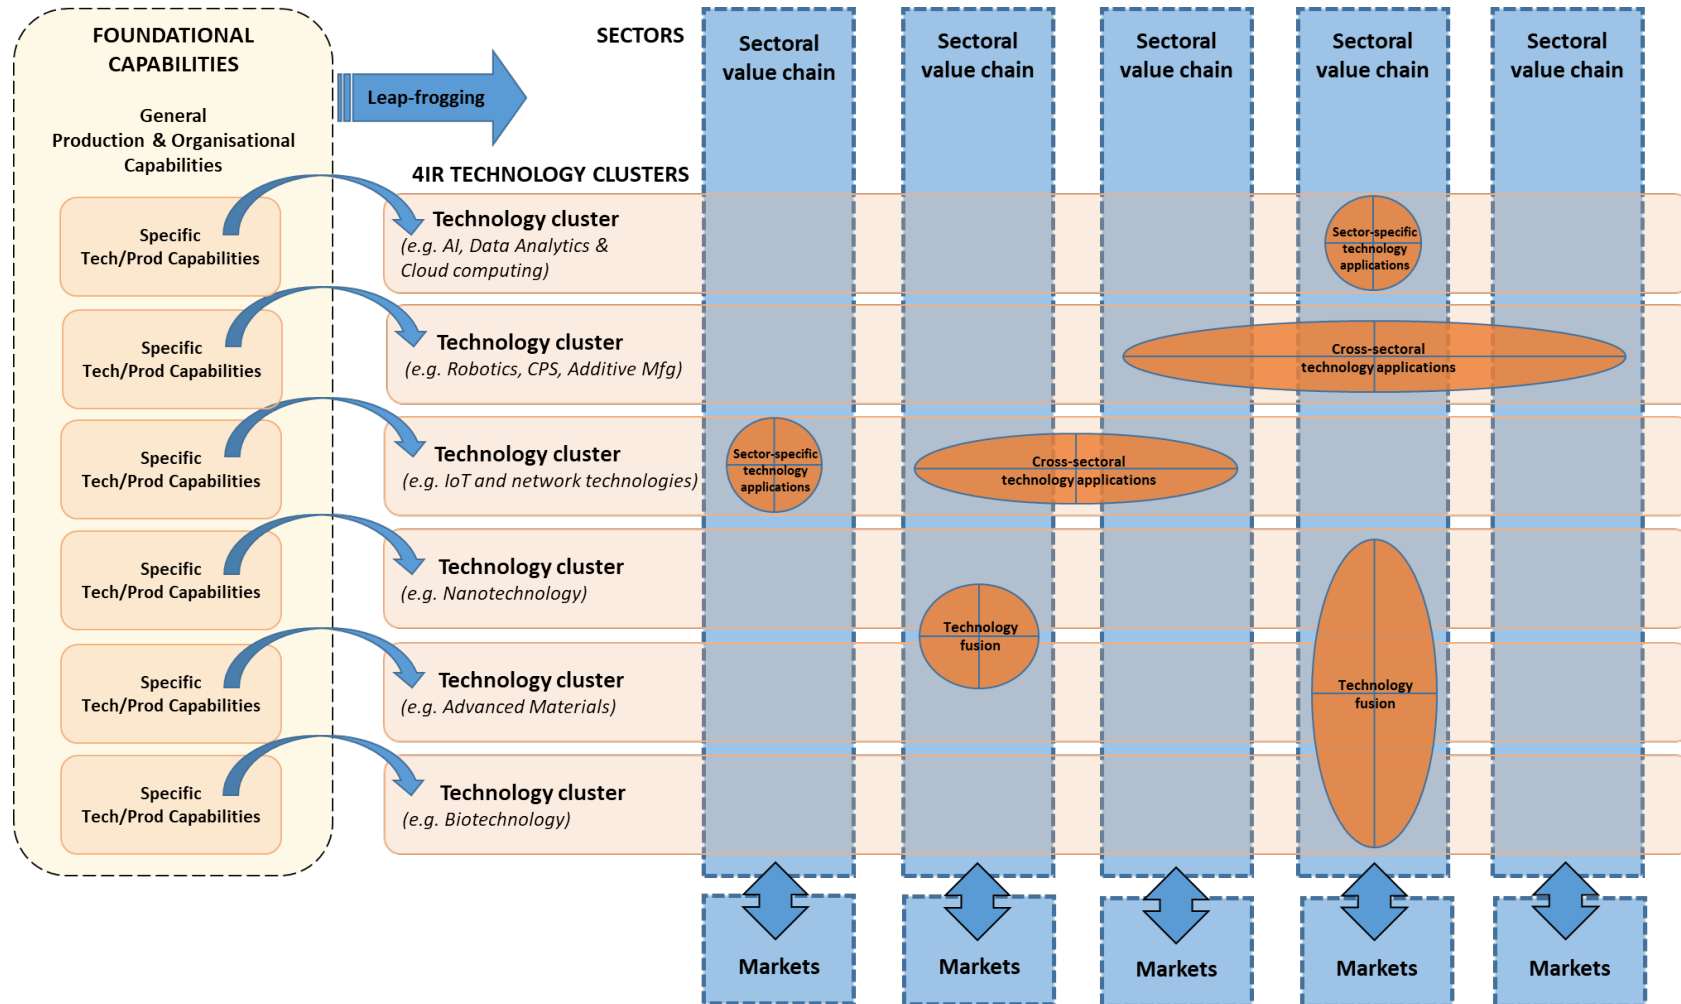 FOUNDATIONAL
CAPABILITIES
General
Production & Organisational
Capabilities
Leap-frogging
SECTORS
Sectoral
value chain
Sectoral
value chain
Sectoral
value chain
Sectoral
value chain
Sectoral
value chain
4IR TECHNOLOGY CLUSTERS
Specific
Tech/Prod Capabilities
Technology cluster
(e.g. AI, Data Analytics &
Cloud computing)
Sector-specific
technology
applications
Specific
Tech/Prod Capabilities
Technology cluster
(e.g. Robotics, CPS, Additive Mfg)
Cross-sectoral
technology applications
Specific
Tech/Prod Capabilities
Technology cluster
(e.g. IoT and network technologies)
Sector-specific
technology
applications
Cross-sectoral
technology applications
Specific
Tech/Prod Capabilities
Technology cluster
(e.g. Nanotechnology)
Technology
fusion
Specific
Tech/Prod Capabilities
Technology cluster
(e.g. Advanced Materials)
Technology
fusion
Specific
Tech/Prod Capabilities
Technology cluster
(e.g. Biotechnology)
Markets
Markets
Markets
Markets
Markets